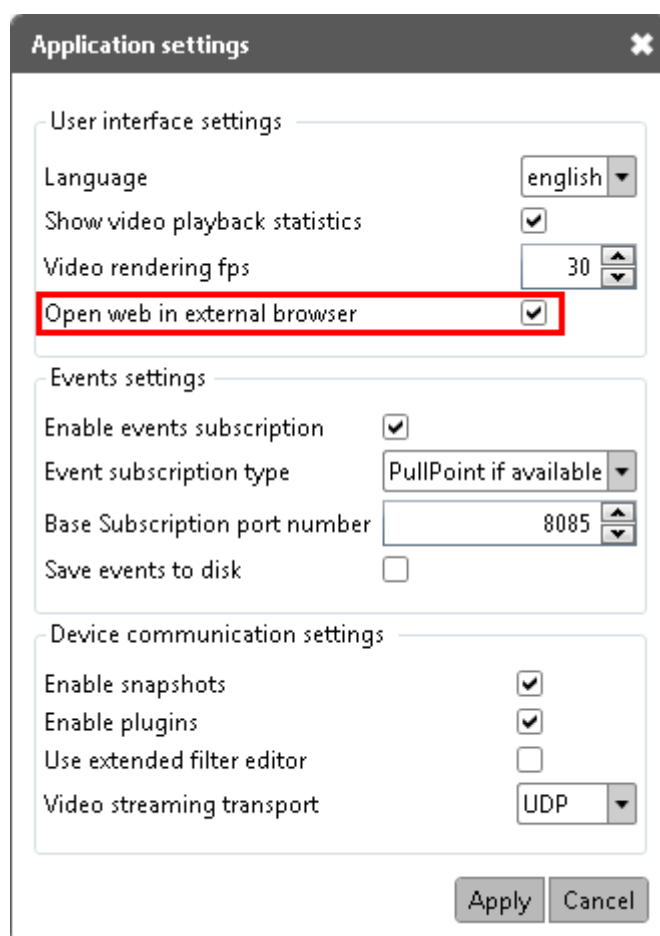 Application settings
User interface settings
Language english
Show video playback statistics
Video rendering fps 30
Open web in external browser
Events settings
Enable events subscription
Event subscription type PullPoint if available
Base Subscription port number 8085
Save events to disk
Device communication settings
Enable snapshots
Enable plugins
Use extended filter editor
Video streaming transport UDP
Apply Cancel